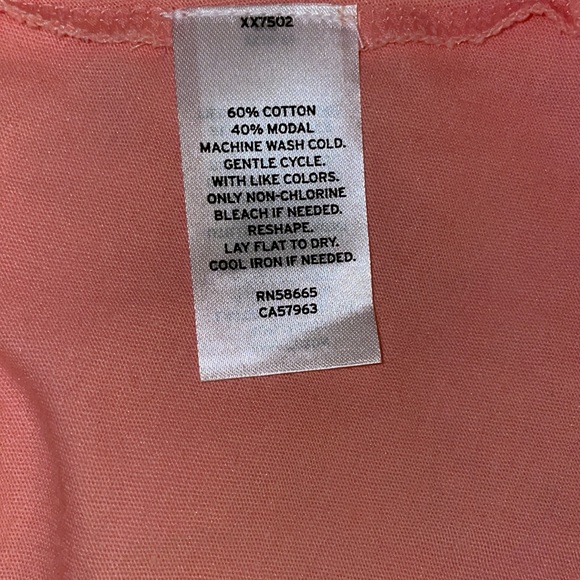 XX7502
60% COTTON
40% MODAL
MACHINE WASH COLD.
GENTLE CYCLE.
WITH LIKE COLORS.
ONLY NON-CHLORINE
BLEACH IF NEEDED.
RESHAPE.
LAY FLAT TO DRY.
COOL IRON IF NEEDED.
RN58665
CA57963